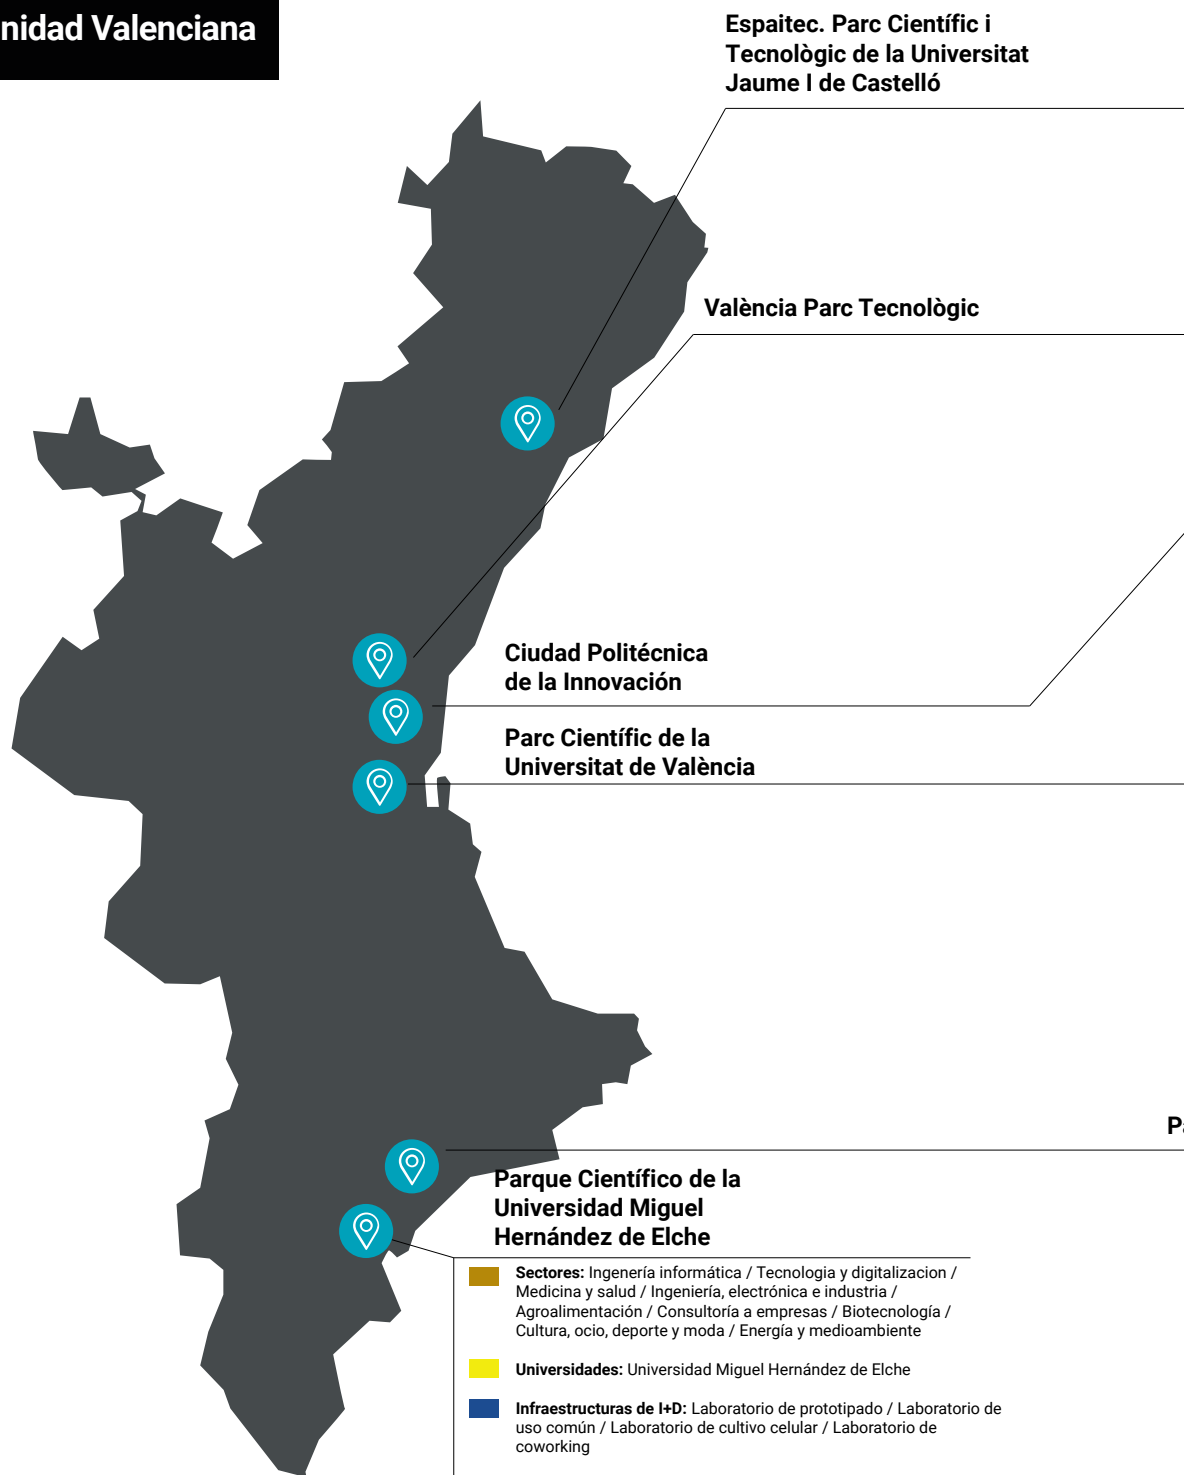 nidad Valenciana
Espaitec. Parc Científic i
Tecnològic de la Universitat
Jaume I de Castelló
València Parc Tecnològic
Ciudad Politécnica
de la Innovación
Parc Científic de la
Universitat de València
Pa
Parque Científico de la
Universidad Miguel
Hernández de Elche
Sectores: Ingenería informática / Tecnologia y digitalizacion /
Medicina y salud / Ingeniería, electrónica e industria /
Agroalimentación / Consultoría a empresas / Biotecnología /
Cultura, ocio, deporte y moda / Energía y medioambiente
Universidades: Universidad Miguel Hernández de Elche
Infraestructuras de I+D: Laboratorio de prototipado / Laboratorio de
uso común / Laboratorio de cultivo celular / Laboratorio de
coworking